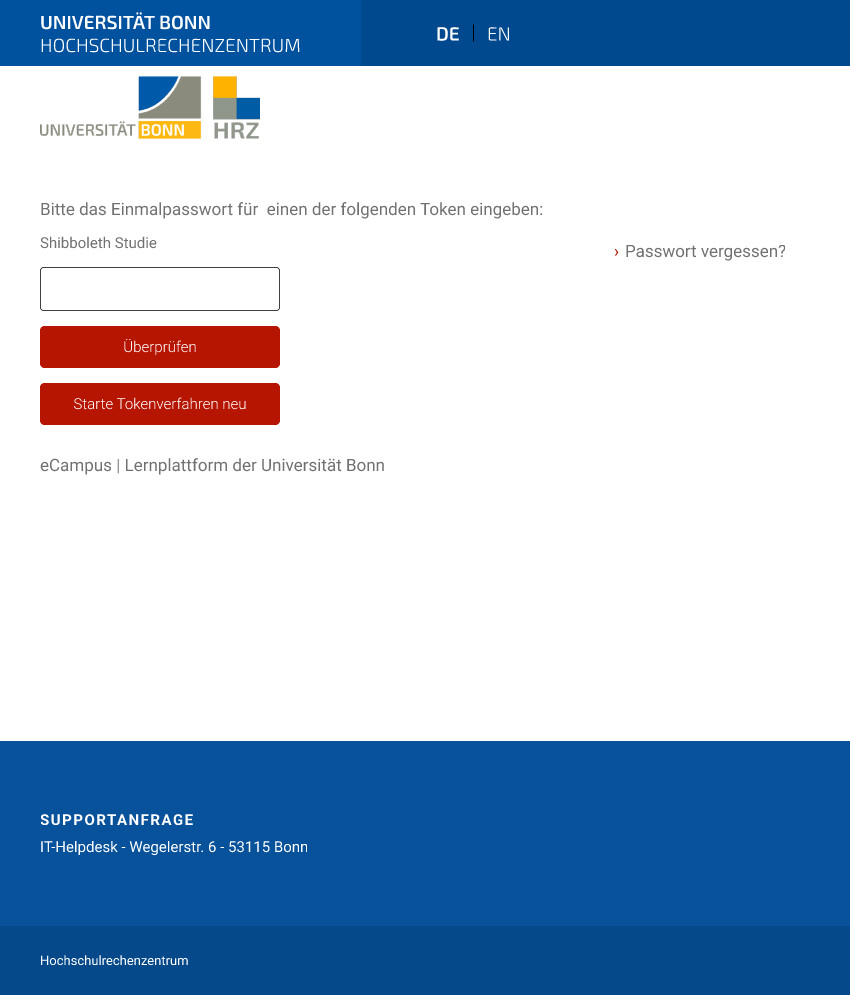 UNIVERSITÄT BONN
HOCHSCHULRECHENZENTRUM
DE | EN
UNIVERSITÄT BONN HRZ
Bitte das Einmalpasswort für einen der folgenden Token eingeben:
Shibboleth Studie
› Passwort vergessen?
Überprüfen
Starte Tokenverfahren neu
eCampus | Lernplattform der Universität Bonn
SUPPORTANFRAGE
IT-Helpdesk - Wegelerstr. 6 - 53115 Bonn
Hochschulrechenzentrum